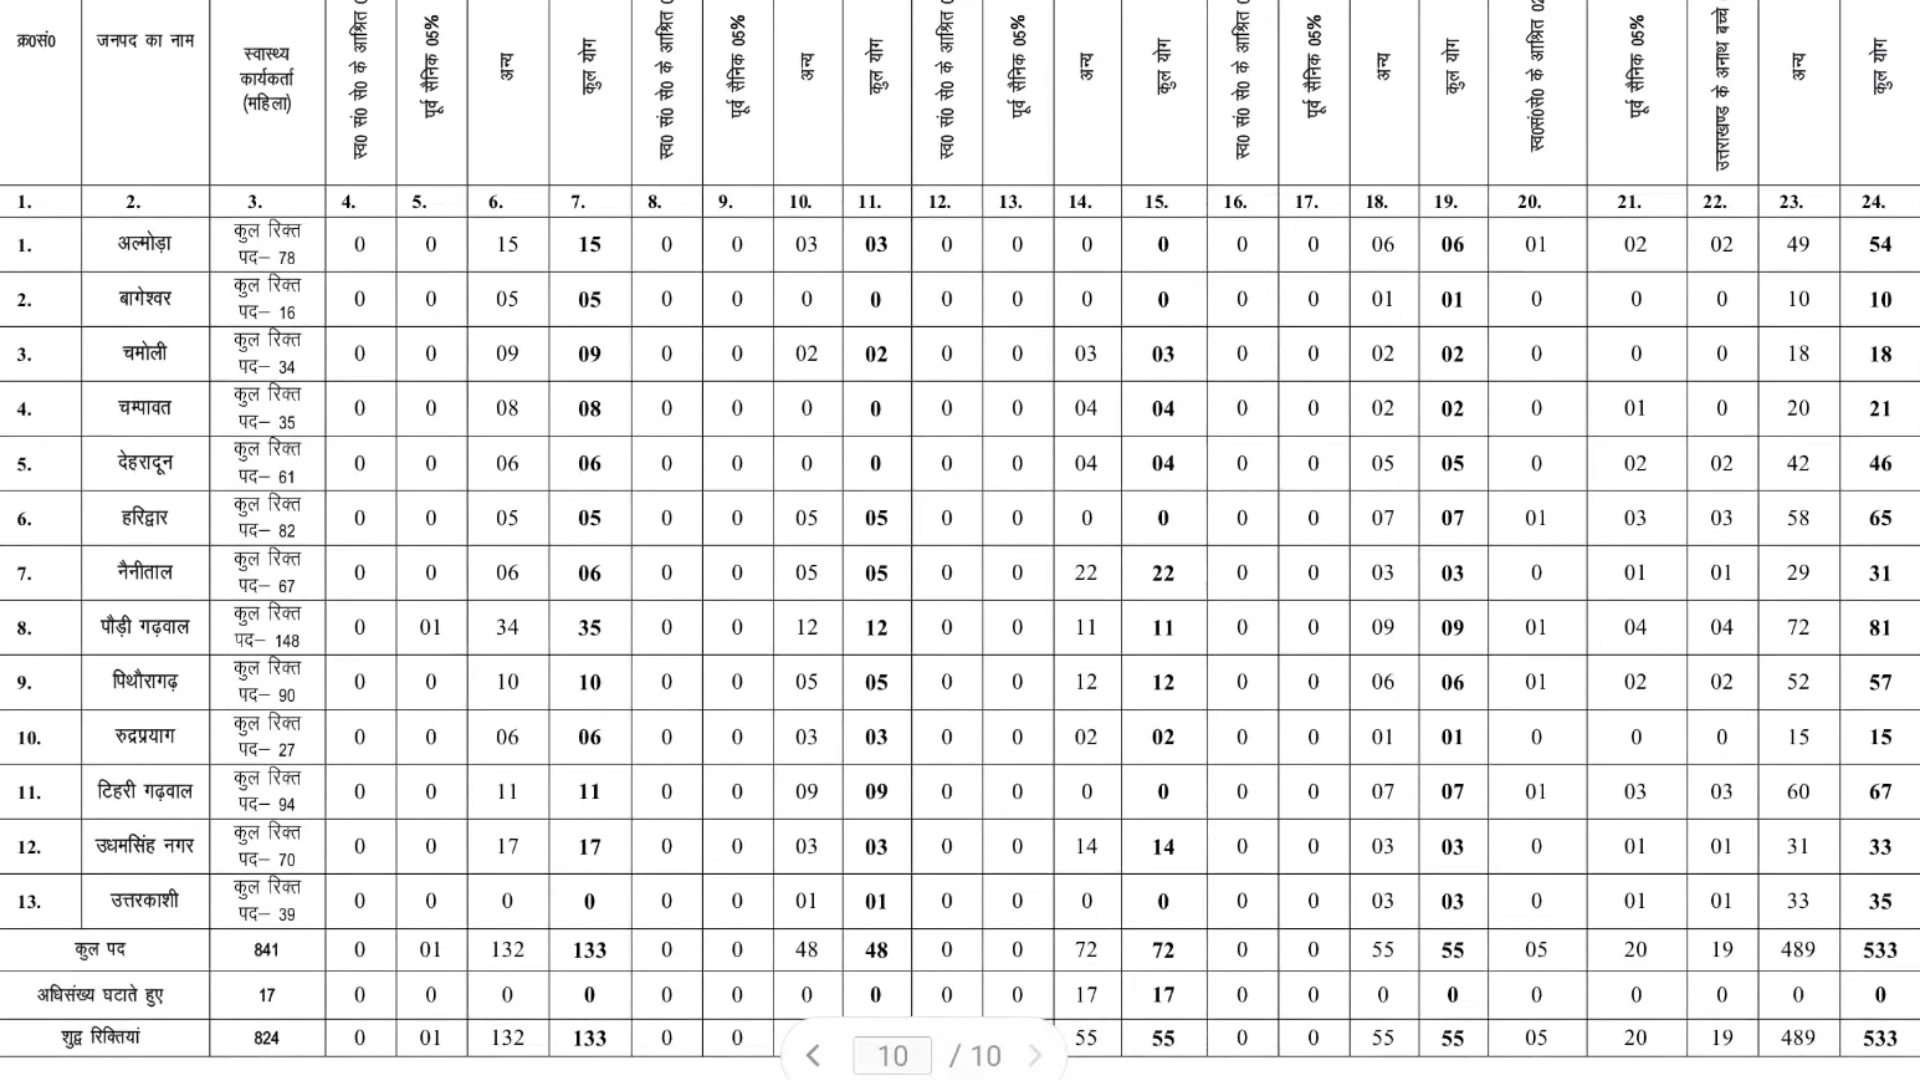 क्र0सं0 जनपद का नाम स्वास्थ्य कार्यकर्ता (महिला) स्व0 सं0 से0 के आश्रित पूर्व सैनिक 05% अन्य कुल योग स्व0 सं0 से0 के आश्रित पूर्व सैनिक 05% अन्य कुल योग स्व0 सं0 से0 के आश्रित पूर्व सैनिक 05% अन्य कुल योग स्व0 सं0 से0 के आश्रित पूर्व सैनिक 05% अन्य कुल योग स्व0सं0से0 के आश्रित पूर्व सैनिक 05% उत्तराखण्ड के अनाथ बच्चे अन्य कुल योग
1. 2. 3. 4. 5. 6. 7. 8. 9. 10. 11. 12. 13. 14. 15. 16. 17. 18. 19. 20. 21. 22. 23. 24.
1. अल्मोड़ा कुल रिक्त पद– 78 0 0 15 15 0 0 03 03 0 0 0 0 0 0 06 06 01 02 02 49 54
2. बागेश्वर कुल रिक्त पद– 16 0 0 05 05 0 0 0 0 0 0 0 0 0 0 01 01 0 0 0 10 10
3. चमोली कुल रिक्त पद– 34 0 0 09 09 0 0 02 02 0 0 03 03 0 0 02 02 0 0 0 18 18
4. चम्पावत कुल रिक्त पद– 35 0 0 08 08 0 0 0 0 0 0 04 04 0 0 02 02 0 01 0 20 21
5. देहरादून कुल रिक्त पद– 61 0 0 06 06 0 0 0 0 0 0 04 04 0 0 05 05 0 02 02 42 46
6. हरिद्वार कुल रिक्त पद– 82 0 0 05 05 0 0 05 05 0 0 0 0 0 0 07 07 01 03 03 58 65
7. नैनीताल कुल रिक्त पद– 67 0 0 06 06 0 0 05 05 0 0 22 22 0 0 03 03 0 01 01 29 31
8. पौड़ी गढ़वाल कुल रिक्त पद– 148 0 01 34 35 0 0 12 12 0 0 11 11 0 0 09 09 01 04 04 72 81
9. पिथौरागढ़ कुल रिक्त पद– 90 0 0 10 10 0 0 05 05 0 0 12 12 0 0 06 06 01 02 02 52 57
10. रुद्रप्रयाग कुल रिक्त पद– 27 0 0 06 06 0 0 03 03 0 0 02 02 0 0 01 01 0 0 0 15 15
11. टिहरी गढ़वाल कुल रिक्त पद– 94 0 0 11 11 0 0 09 09 0 0 0 0 0 0 07 07 01 03 03 60 67
12. उधमसिंह नगर कुल रिक्त पद– 70 0 0 17 17 0 0 03 03 0 0 14 14 0 0 03 03 0 01 01 31 33
13. उत्तरकाशी कुल रिक्त पद– 39 0 0 0 0 0 0 01 01 0 0 0 0 0 0 03 03 0 01 01 33 35
कुल पद 841 0 01 132 133 0 0 48 48 0 0 72 72 0 0 55 55 05 20 19 489 533
अधिसंख्य घटाते हुए 17 0 0 0 0 0 0 0 0 0 0 17 17 0 0 0 0 0 0 0 0 0
शुद्व रिक्तियां 824 0 01 132 133 0 0 55 55 0 0 55 55 05 20 19 489 533
10 / 10